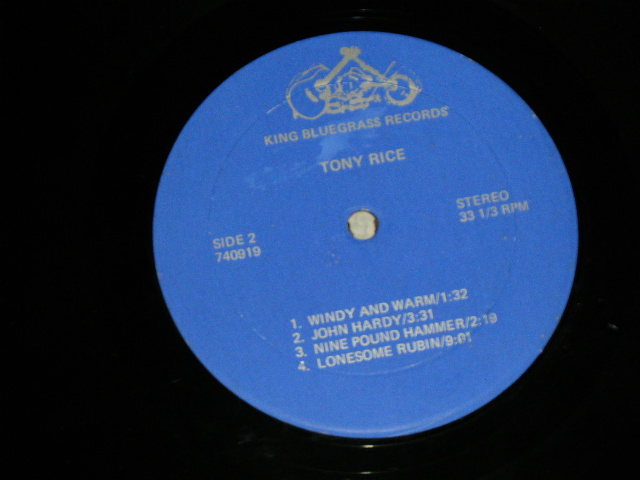 KING BLUEGRASS RECORDS
TONY RICE
SIDE 2
740919
STEREO
33 1/3 RPM
1. WINDY AND WARM/1:32
2. JOHN HARDY/3:31
3. NINE POUND HAMMER/2:19
4. LONESOME RUBIN/9:01